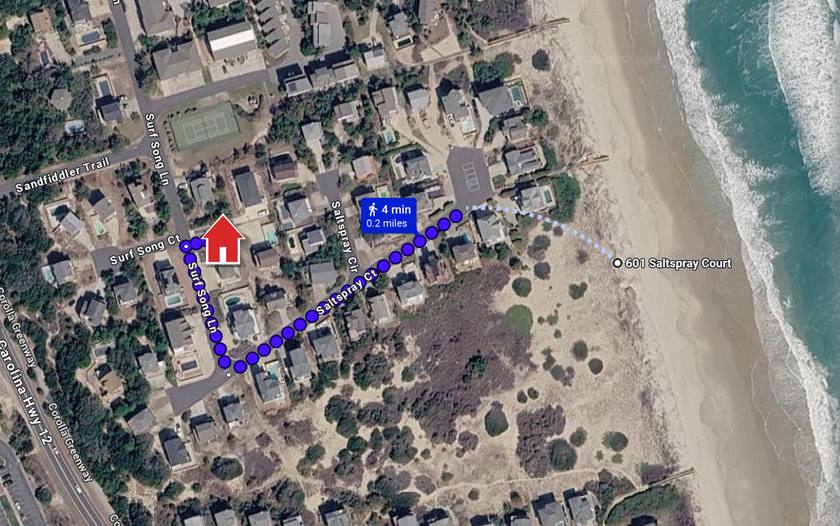 Surf Song Ln
Sandfiddler Trail
Surf Song Ct
Saltspray Cir
4 min
0.2 miles
601 Saltspray Court
Surf Song Ln
Saltspray Ct
Corolla Greenway
Carolina Hwy 12
Corolla Greenway
Co